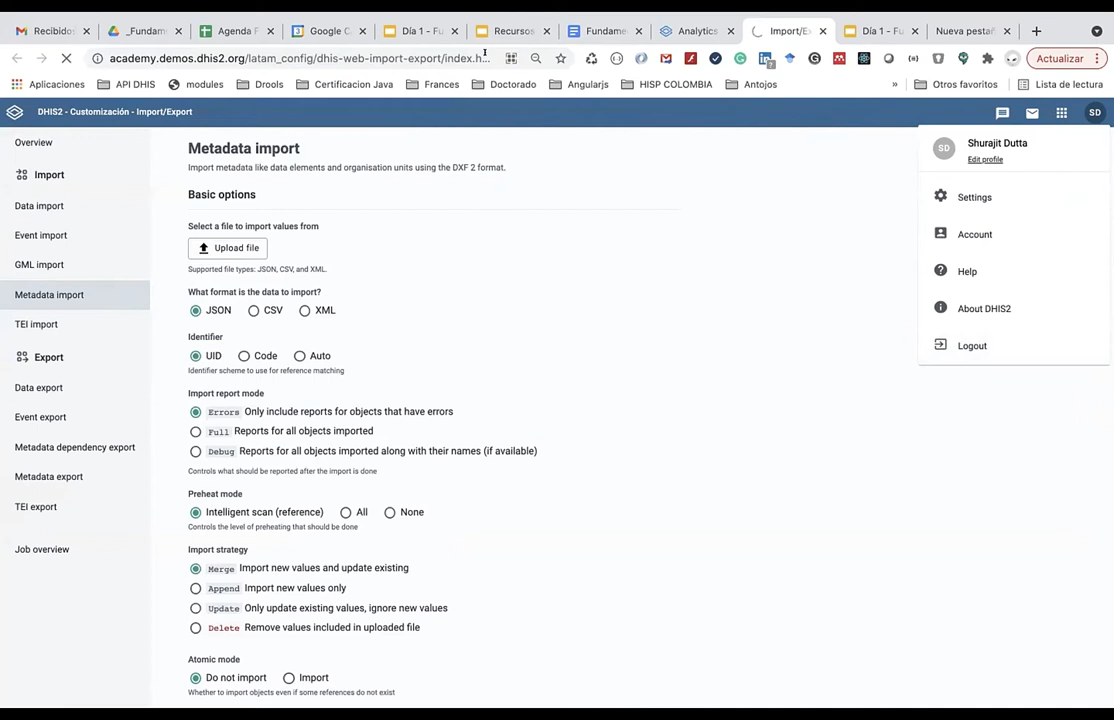 Recibidos
_Fundam
Agenda F
Google C
Día 1 - Fu
Recursos
Fundame
Analytics
Import/Ex
Día 1 - Fu
Nueva pestañ
academy.demos.dhis2.org/latam_config/dhis-web-import-export/index.h...
Actualizar
Aplicaciones
API DHIS
modules
Drools
Certificacion Java
Frances
Doctorado
Angularjs
HISP COLOMBIA
Antojos
»
Otros favoritos
Lista de lectura
DHIS2 - Customización - Import/Export
SD
Overview
Import
Data import
Event import
GML import
Metadata import
TEI import
Export
Data export
Event export
Metadata dependency export
Metadata export
TEI export
Job overview
Metadata import
Import metadata like data elements and organisation units using the DXF 2 format.
Basic options
Select a file to import values from
Upload file
Supported file types: JSON, CSV, and XML.
What format is the data to import?
JSON CSV XML
Identifier
UID Code Auto
Identifier scheme to use for reference matching
Import report mode
Errors Only include reports for objects that have errors
Full Reports for all objects imported
Debug Reports for all objects imported along with their names (if available)
Controls what should be reported after the import is done
Preheat mode
Intelligent scan (reference) All None
Controls the level of preheating that should be done
Import strategy
Merge Import new values and update existing
Append Import new values only
Update Only update existing values, ignore new values
Delete Remove values included in uploaded file
Atomic mode
Do not import Import
Whether to import objects even if some references do not exist
SD
Shurajit Dutta
Edit profile
Settings
Account
Help
About DHIS2
Logout